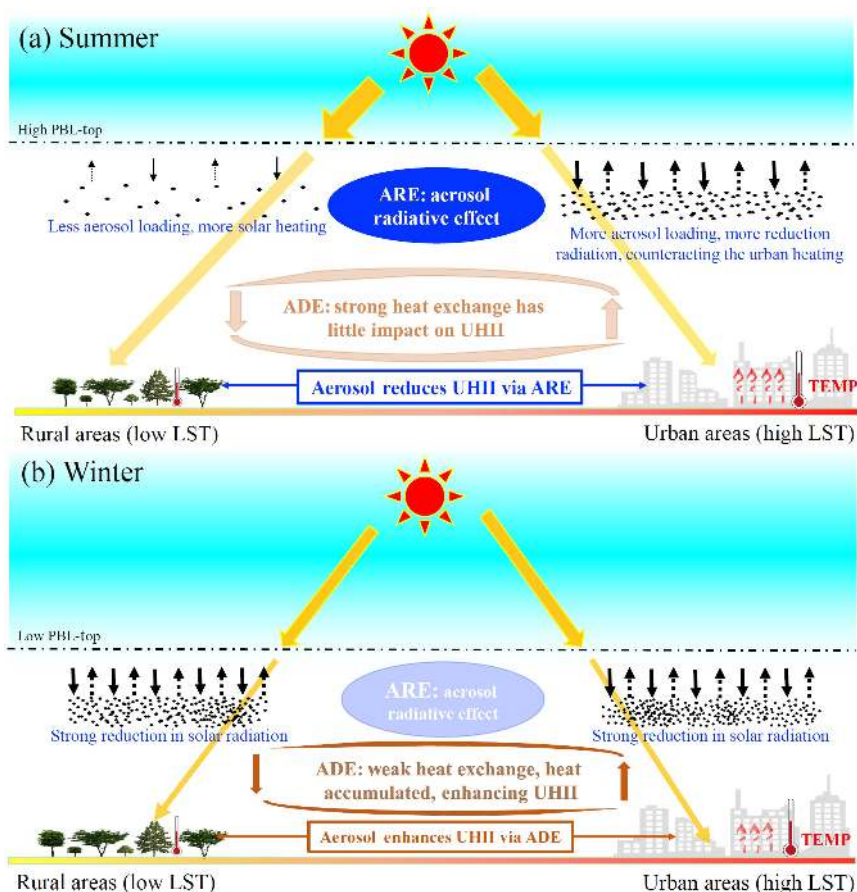 (a) Summer
High PBL-top
ARE: aerosol
radiative effect
Less aerosol loading, more solar heating
More aerosol loading, more reduction
radiation, counteracting the urban heating
ADE: strong heat exchange has
little impact on UHII
Aerosol reduces UHII via ARE
TEMP
Rural areas (low LST)
Urban areas (high LST)
(b) Winter
Low PBL-top
ARE: aerosol
radiative effect
Strong reduction in solar radiation
Strong reduction in solar radiation
ADE: weak heat exchange, heat
accumulated, enhancing UHII
Aerosol enhances UHII via ADE
TEMP
Rural areas (low LST)
Urban areas (high LST)